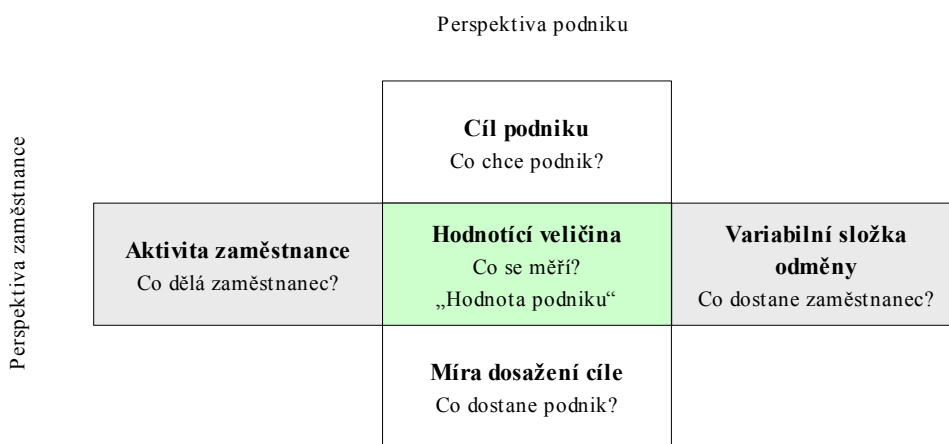 Perspektiva podniku
Perspektiva zaměstnance
Cíl podniku
Co chce podnik?
Aktivita zaměstnance
Co dělá zaměstnanec?
Hodnotící veličina
Co se měří?
„Hodnota podniku“
Variabilní složka
odměny
Co dostane zaměstnanec?
Míra dosažení cíle
Co dostane podnik?